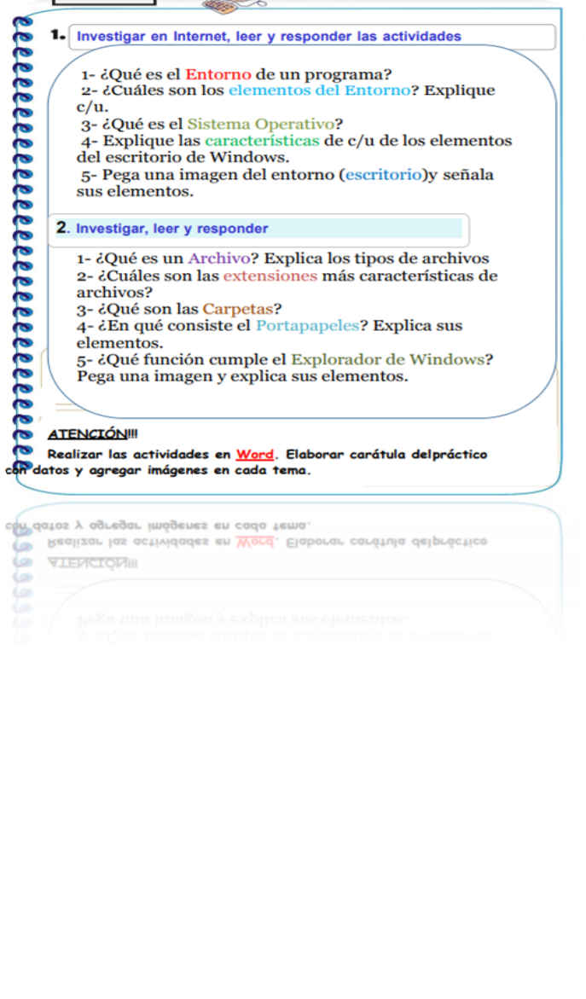 1. Investigar en Internet, leer y responder las actividades
1- ¿Qué es el Entorno de un programa?
2- ¿Cuáles son los elementos del Entorno? Explique
c/u.
3- ¿Qué es el Sistema Operativo?
4- Explique las características de c/u de los elementos
del escritorio de Windows.
5- Pega una imagen del entorno (escritorio)y señala
sus elementos.
2. Investigar, leer y responder
1- ¿Qué es un Archivo? Explica los tipos de archivos
2- ¿Cuáles son las extensiones más características de
archivos?
3- ¿Qué son las Carpetas?
4- ¿En qué consiste el Portapapeles? Explica sus
elementos.
5- ¿Qué función cumple el Explorador de Windows?
Pega una imagen y explica sus elementos.
ATENCIÓN!!!
Realizar las actividades en Word. Elaborar carátula delpráctico
con datos y agregar imágenes en cada tema.